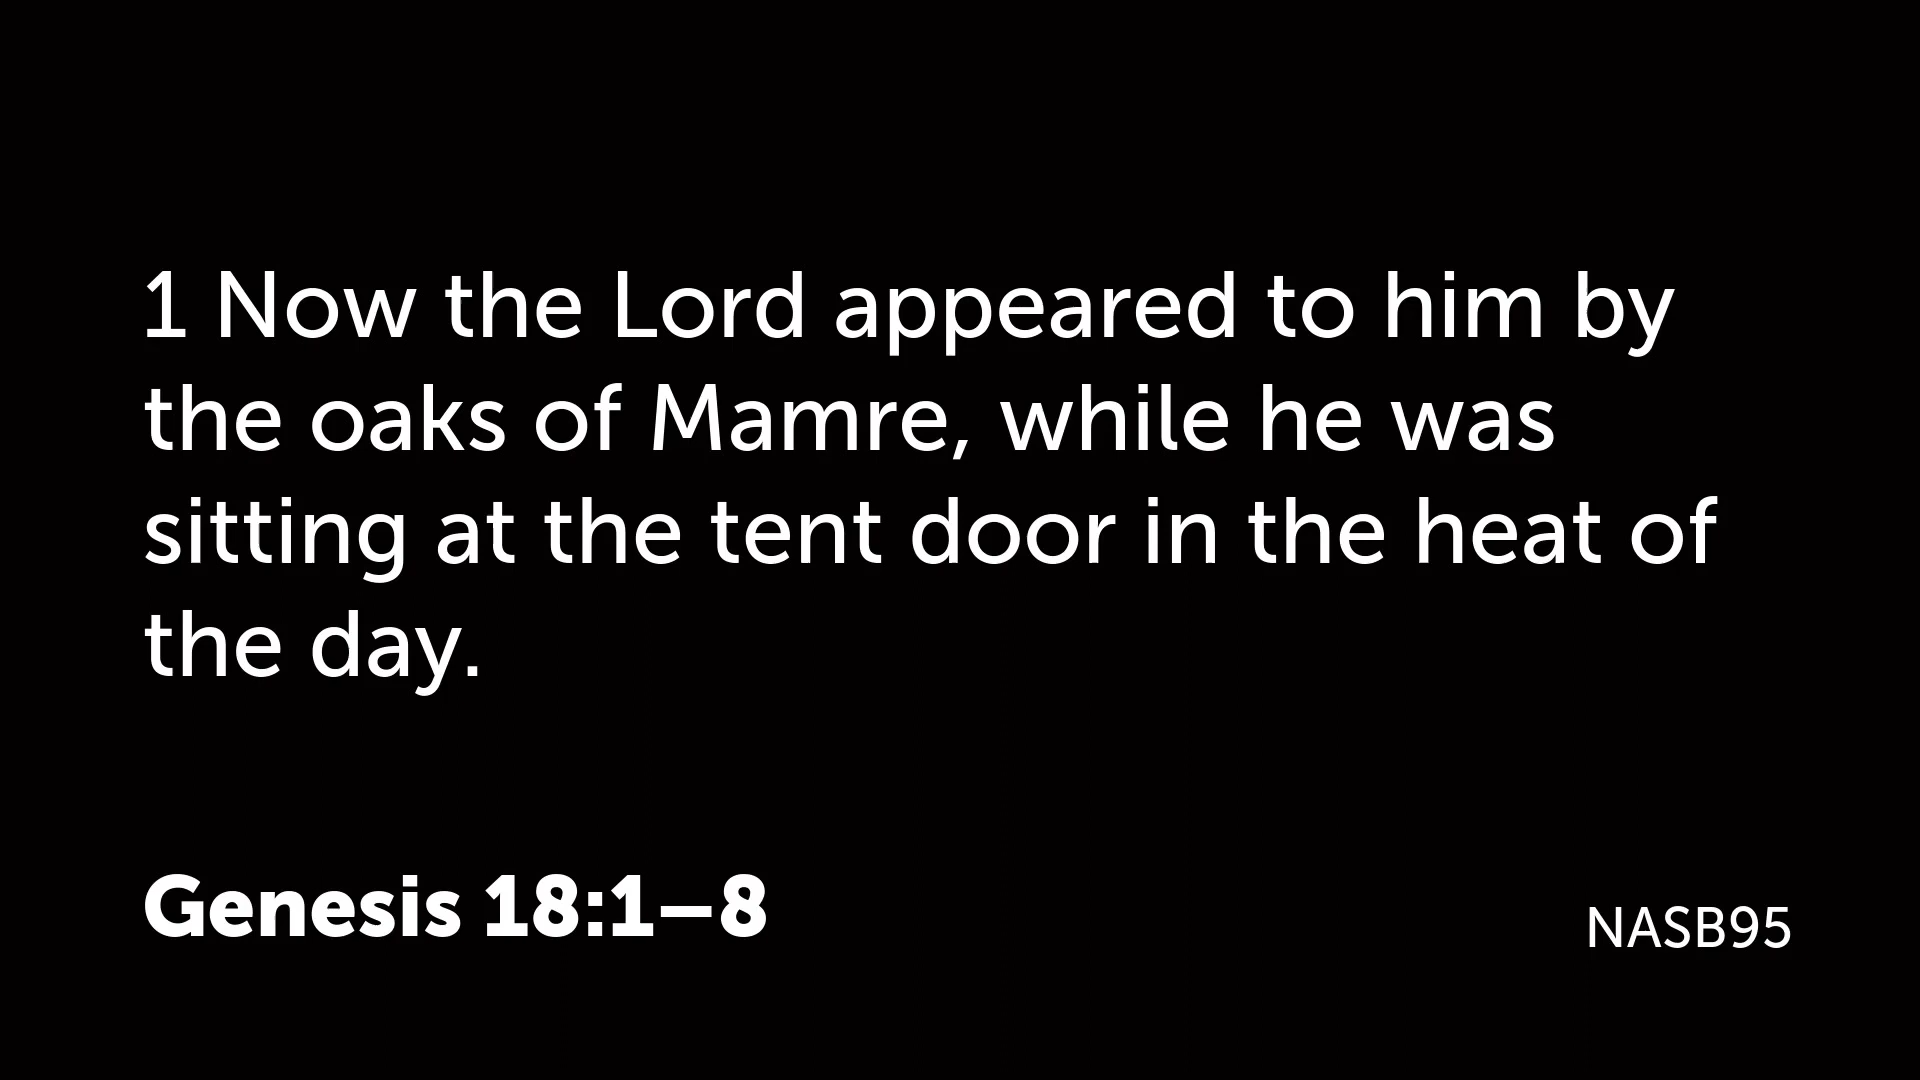 1 Now the Lord appeared to him by
the oaks of Mamre, while he was
sitting at the tent door in the heat of
the day.
Genesis 18:1–8
NASB95